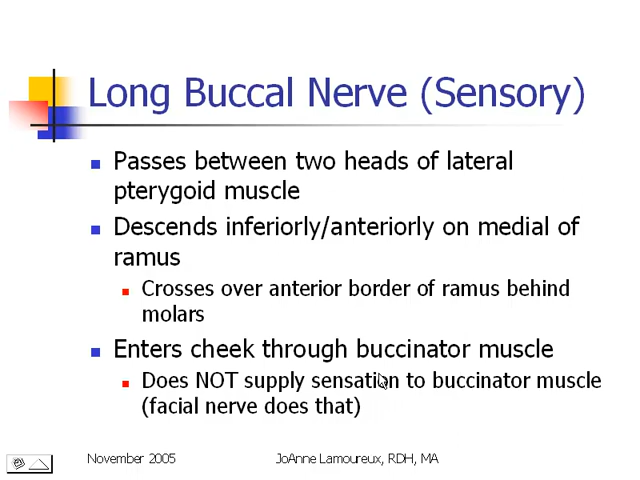 Long Buccal Nerve (Sensory)
Passes between two heads of lateral
pterygoid muscle
Descends inferiorly/anteriorly on medial of
ramus
Crosses over anterior border of ramus behind
molars
Enters cheek through buccinator muscle
Does NOT supply sensation to buccinator muscle
(facial nerve does that)
November 2005
JoAnne Lamoureux, RDH, MA